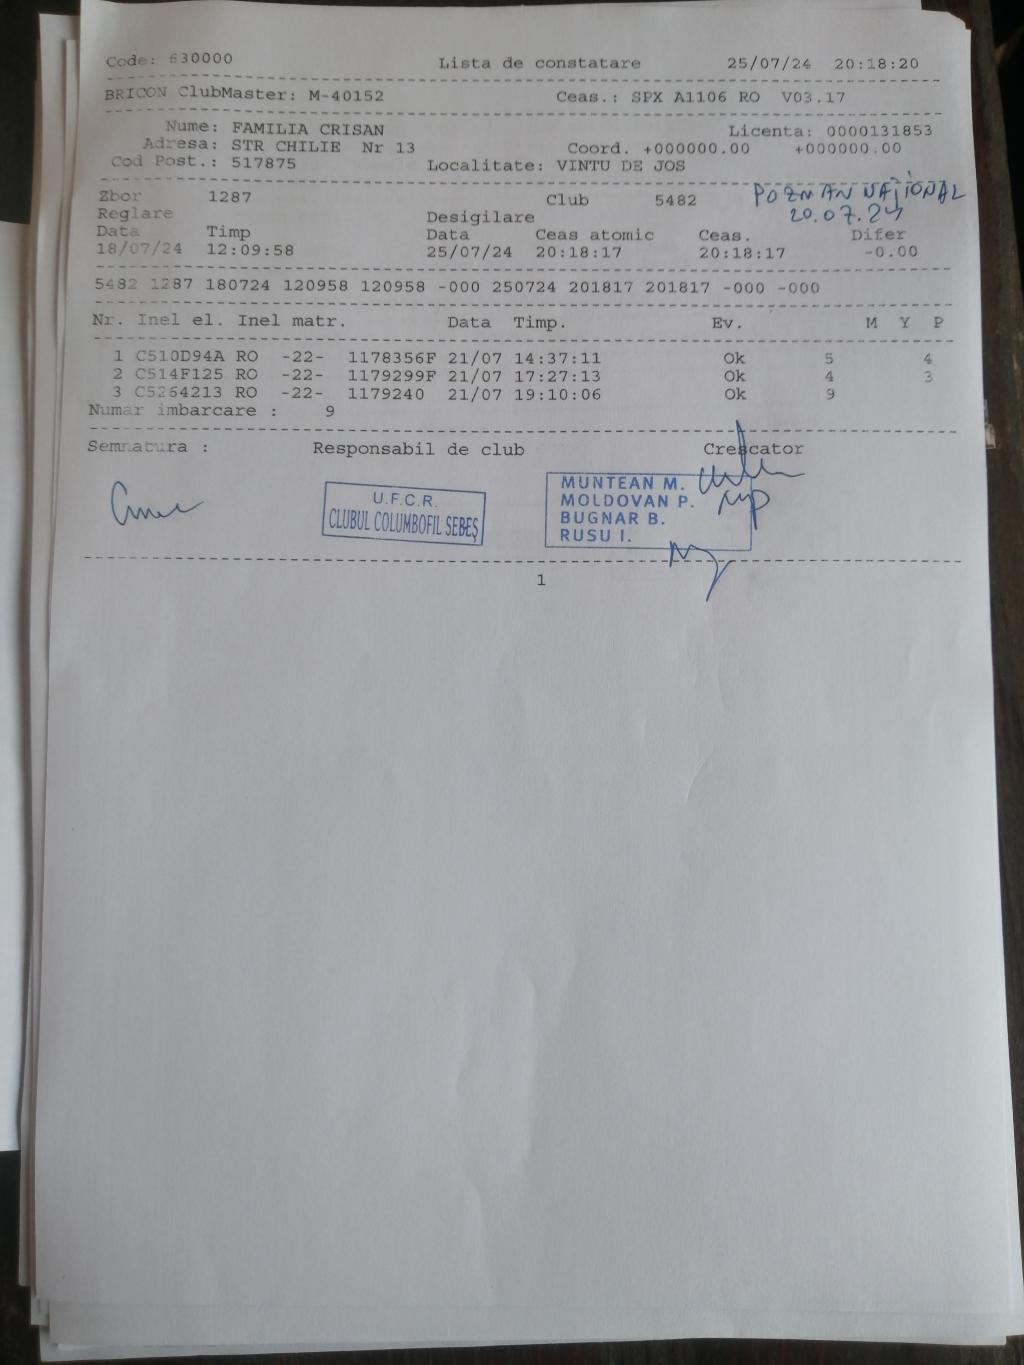 Code: 630000 Lista de constatare 25/07/24 20:18:20
BRICON ClubMaster: M-40152 Ceas.: SPX A1106 RO V03.17
Nume: FAMILIA CRISAN Licenta: 0000131853
Adresa: STR CHILIE Nr 13 Coord. +000000.00 +000000.00
Cod Post.: 517875 Localitate: VINTU DE JOS
Zbor 1287 Club 5482 POZNAN NAȚIONAL
Reglare Desigilare 20.07.24
Data Timp Data Ceas atomic Ceas. Difer
18/07/24 12:09:58 25/07/24 20:18:17 20:18:17 -0.00
5482 1287 180724 120958 120958 -000 250724 201817 201817 -000 -000
Nr. Inel el. Inel matr. Data Timp. Ev. M Y P
1 C510D94A RO -22- 1178356F 21/07 14:37:11 Ok 5 4
2 C514F125 RO -22- 1179299F 21/07 17:27:13 Ok 4 3
3 C5264213 RO -22- 1179240 21/07 19:10:06 Ok 9
Numar imbarcare : 9
Semnatura : Responsabil de club Crescator
U.F.C.R.
CLUBUL COLUMBOFIL SEBEȘ
MUNTEAN M.
MOLDOVAN P.
BUGNAR B.
RUSU I.
1